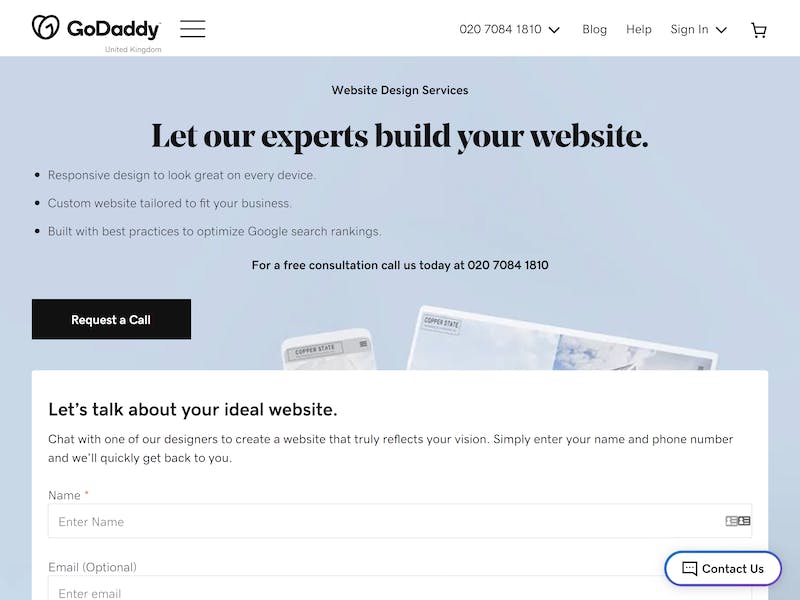 GoDaddy
United Kingdom
020 7084 1810
Blog
Help
Sign In
Website Design Services
Let our experts build your website.
Responsive design to look great on every device.
Custom website tailored to fit your business.
Built with best practices to optimize Google search rankings.
For a free consultation call us today at 020 7084 1810
Request a Call
COPPER STATE
COPPER STATE
Let's talk about your ideal website.
Chat with one of our designers to create a website that truly reflects your vision. Simply enter your name and phone number
and we'll quickly get back to you.
Name *
Enter Name
Email (Optional)
Enter email
Contact Us